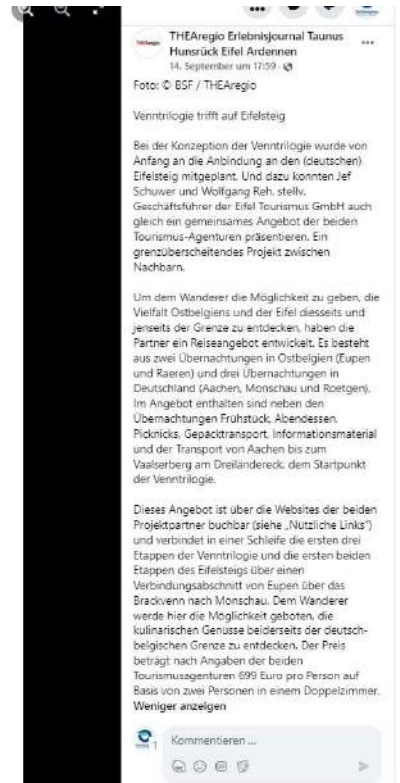 THEAregio Erlebnisjournal Taunus
Hunsrück Eifel Ardennen
14. September um 17:59 ·
Foto: © BSF / THEAregio
Venntrilogie trifft auf Eifelsteig
Bei der Konzeption der Venntrilogie wurde von
Anfang an die Anbindung an den (deutschen)
Eifelsteig mitgeplant. Und dazu konnten Jef
Schuwer und Wolfgang Reh, stellv.
Geschäftsführer der Eifel Tourismus GmbH auch
gleich ein gemeinsames Angebot der beiden
Tourismus-Agenturen präsentieren. Ein
grenzüberscheitendes Projekt zwischen
Nachbarn.
Um dem Wanderer die Möglichkeit zu geben, die
Vielfalt Ostbelgiens und der Eifel diesseits und
jenseits der Grenze zu entdecken, haben die
Partner ein Reiseangebot entwickelt. Es besteht
aus zwei Übernachtungen in Ostbelgien (Eupen
und Raeren) und drei Übernachtungen in
Deutschland (Aachen, Monschau und Roetgen).
Im Angebot enthalten sind neben den
Übernachtungen Frühstück, Abendessen,
Picknicks, Gepäcktransport, Informationsmaterial
und der Transport von Aachen bis zum
Vaalserberg am Dreiländereck, dem Startpunkt
der Venntrilogie.
Dieses Angebot ist über die Websites der beiden
Projektpartner buchbar (siehe „Nützliche Links")
und verbindet in einer Schleife die ersten drei
Etappen der Venntrilogie und die ersten beiden
Etappen des Eifelsteigs über einen
Verbindungsabschnitt von Eupen über das
Brackvenn nach Monschau. Dem Wanderer
werde hier die Möglichkeit geboten, die
kulinarischen Genüsse beiderseits der deutsch-
belgischen Grenze zu entdecken. Der Preis
beträgt nach Angaben der beiden
Tourismusagenturen 699 Euro pro Person auf
Basis von zwei Personen in einem Doppelzimmer.
Weniger anzeigen
Kommentieren ...